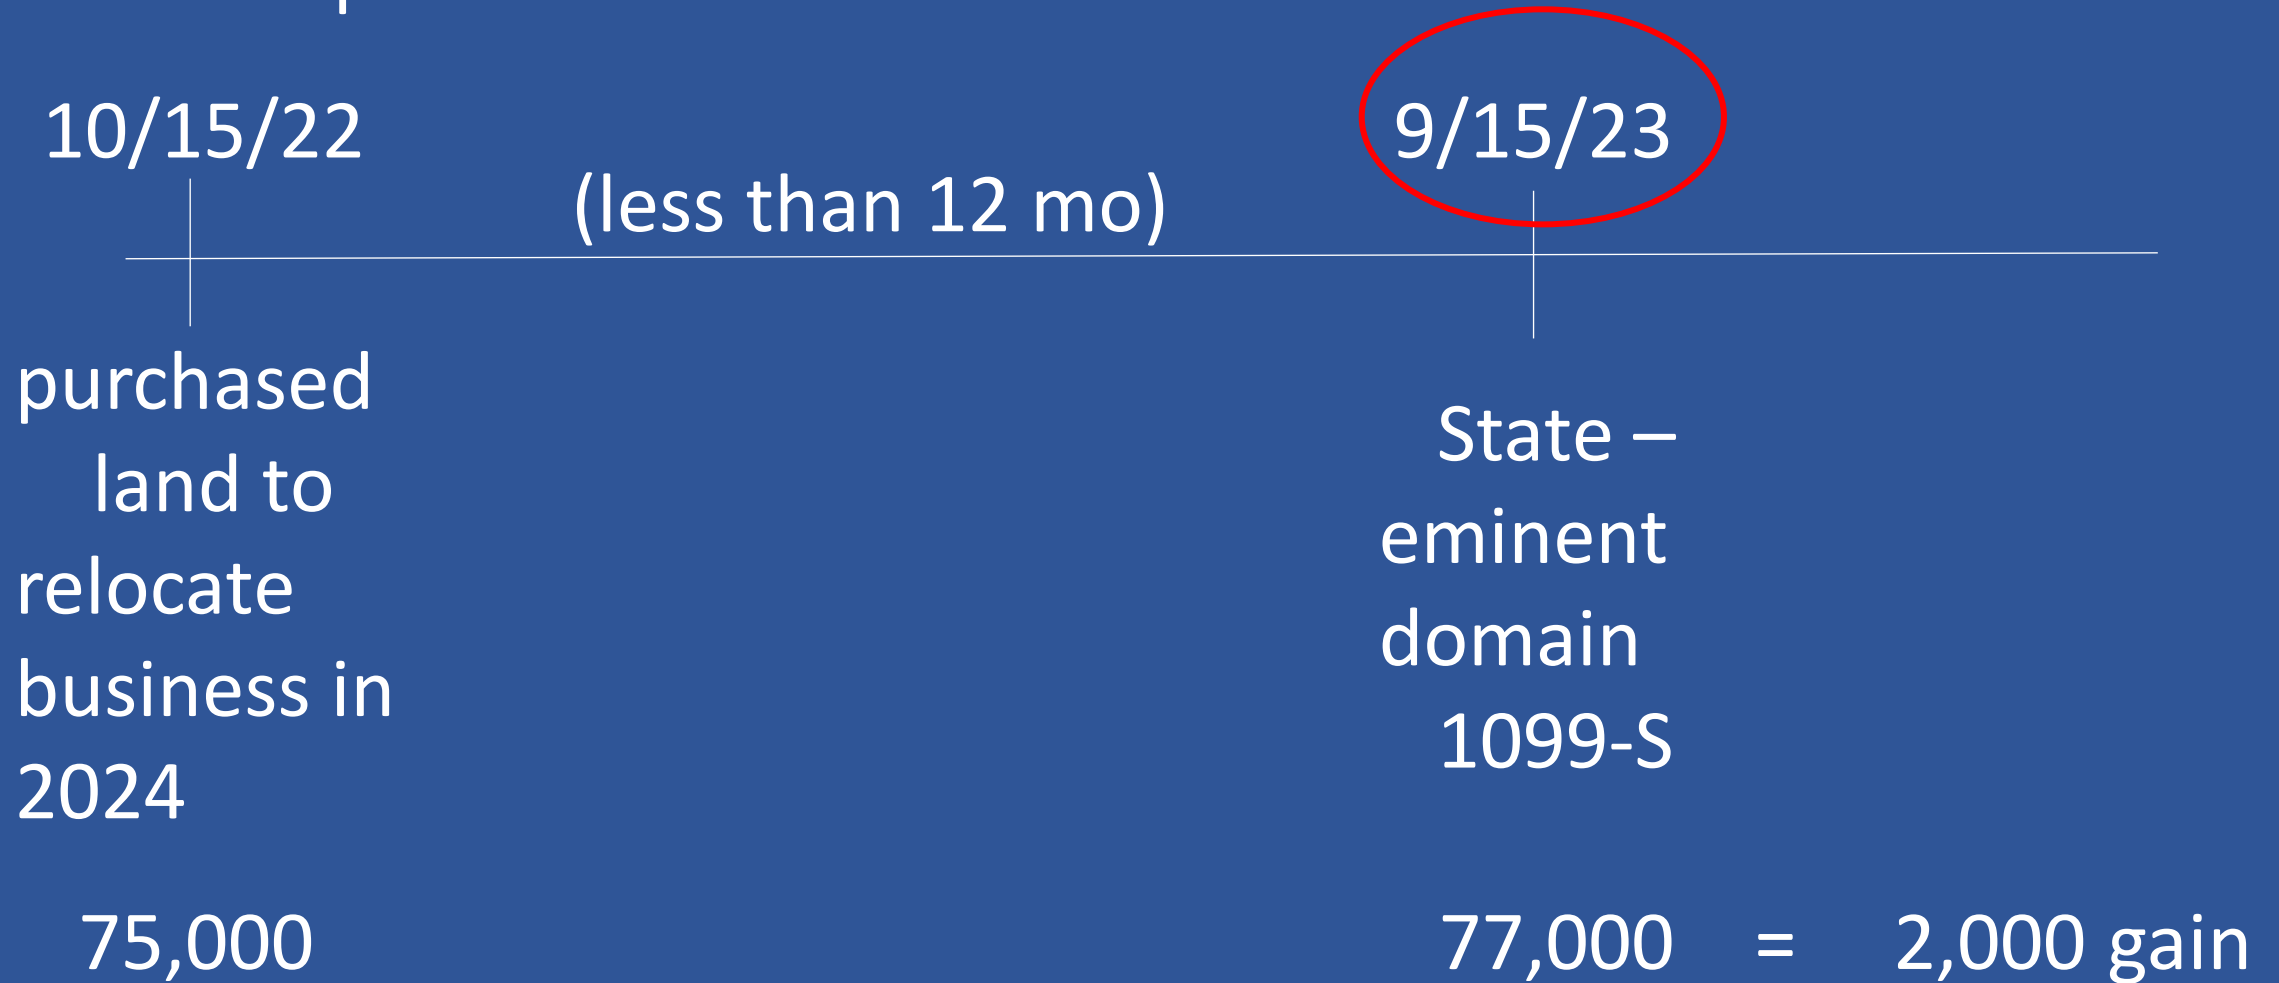 10/15/22
9/15/23
(less than 12 mo)
purchased
land to
relocate
business in
2024
State –
eminent
domain
1099-S
75,000
77,000 = 2,000 gain